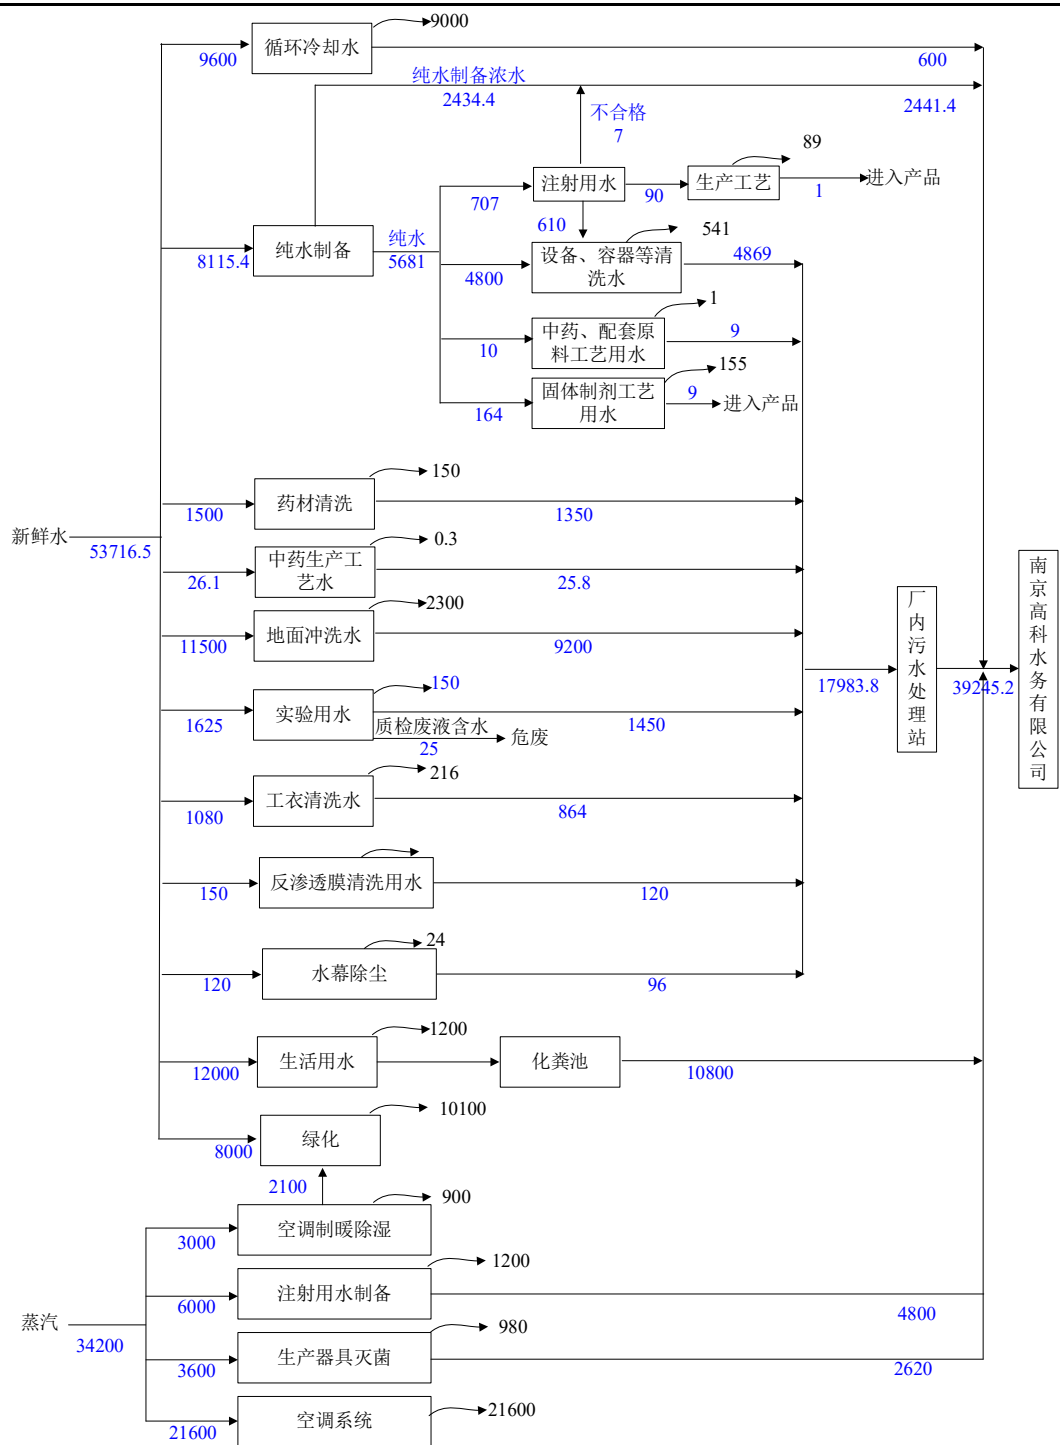 9000
循环冷却水
9600
600
纯水制备浓水
2434.4
2441.4
不合格
7
89
注射用水
生产工艺
进入产品
707
90
1
610
541
纯水制备
纯水
设备、容器等清
洗水
4869
8115.4
5681
4800
1
中药、配套原
料工艺用水
9
10
155
固体制剂工艺
用水
9
进入产品
164
150
药材清洗
1500
1350
新鲜水
53716.5
0.3
中药生产工
艺水
26.1
25.8
2300
地面冲洗水
11500
9200
厂内污水处理站
南京高科水务有限公司
17983.8
39245.2
150
实验用水
1625
1450
质检废液含水
25
危废
216
工衣清洗水
1080
864
反渗透膜清洗用水
150
120
24
水幕除尘
120
96
1200
生活用水
化粪池
12000
10800
10100
绿化
8000
2100
900
空调制暖除湿
3000
1200
注射用水制备
6000
4800
蒸汽
34200
980
生产器具灭菌
3600
2620
21600
空调系统
21600